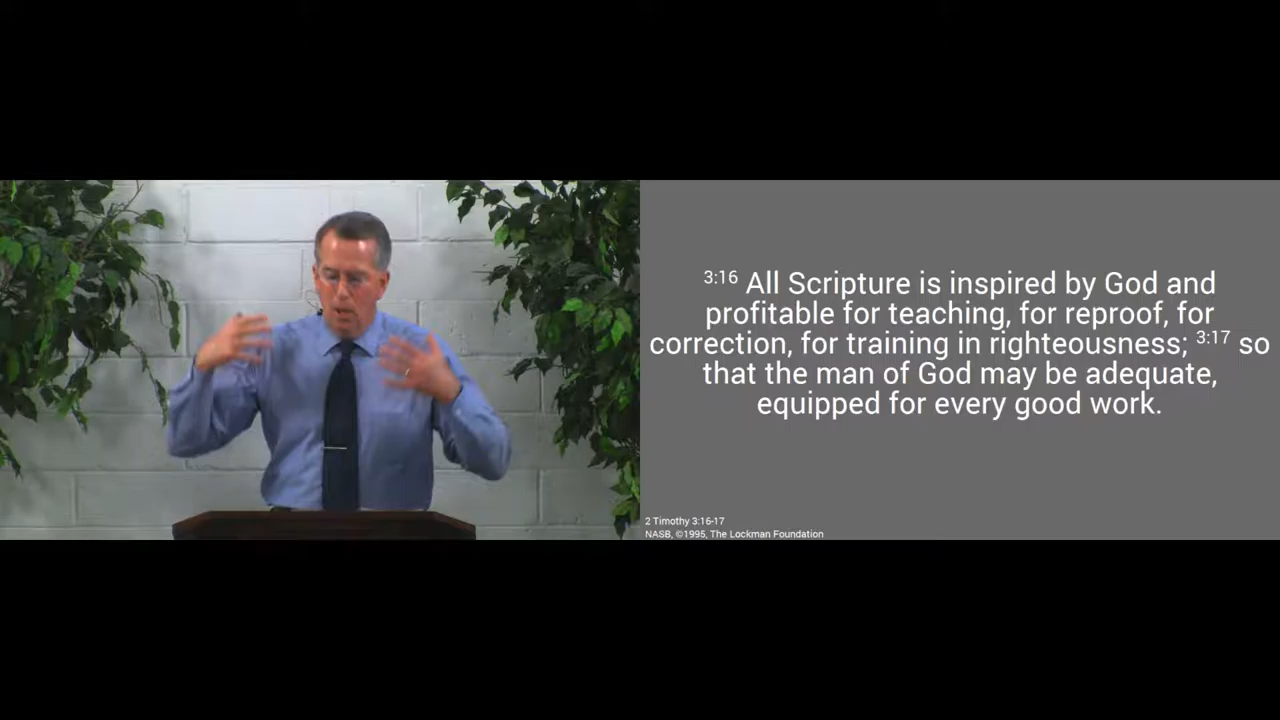 3:16 All Scripture is inspired by God and
profitable for teaching, for reproof, for
correction, for training in righteousness; 3:17 so
that the man of God may be adequate,
equipped for every good work.
2 Timothy 3:16-17
NASB, ©1995, The Lockman Foundation